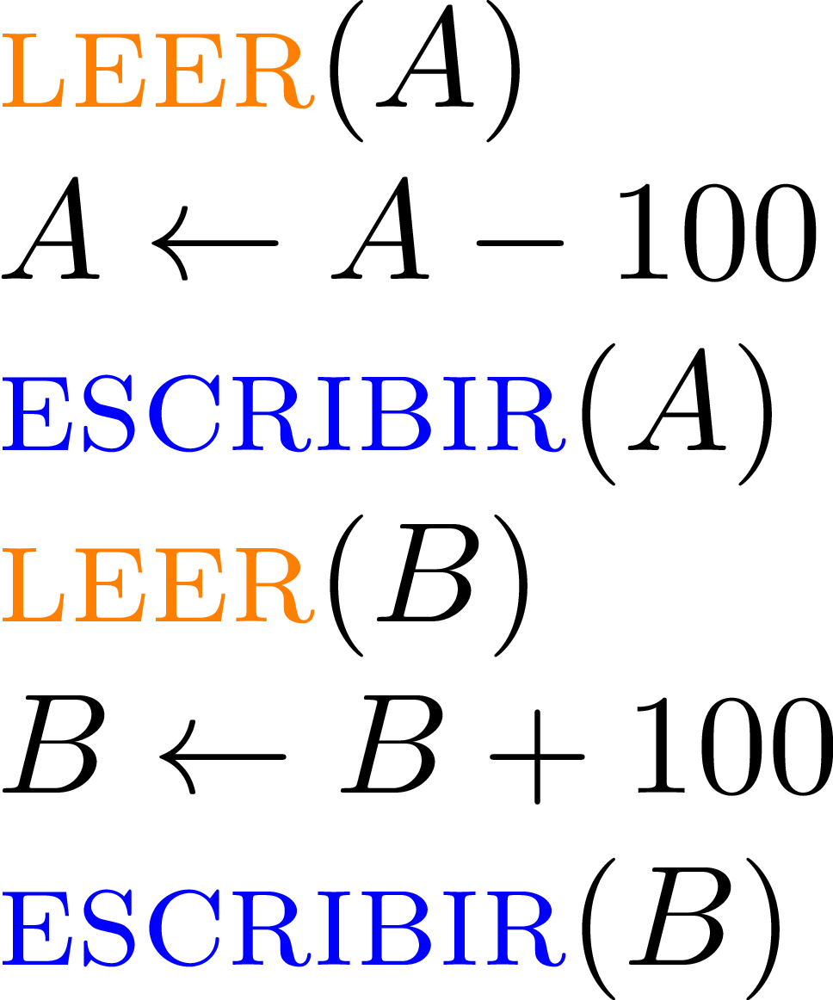 LEER(A)
A ← A − 100
ESCRIBIR(A)
LEER(B)
B ← B + 100
ESCRIBIR(B)